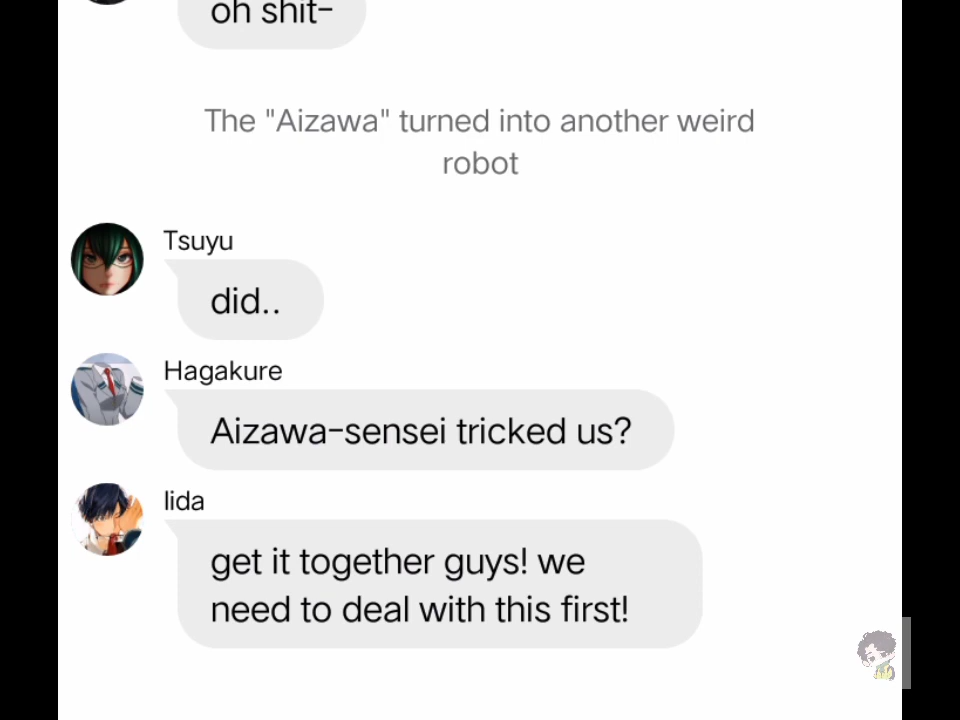 oh shit-
The "Aizawa" turned into another weird
robot
Tsuyu
did..
Hagakure
Aizawa-sensei tricked us?
Iida
get it together guys! we
need to deal with this first!